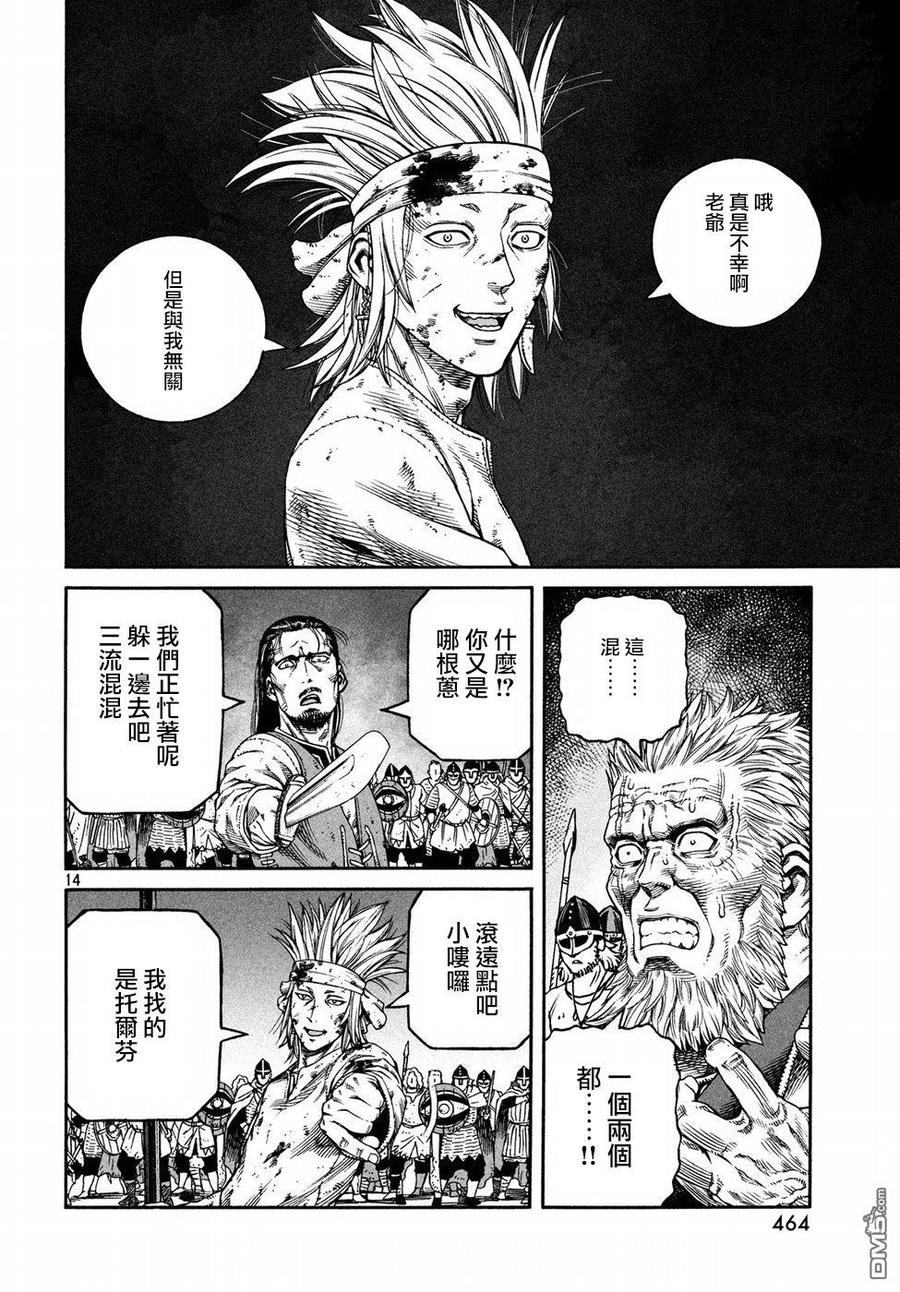 哦
真是不幸啊
老爺
但是與我無關
這……
混……
一個兩個
都……!!
什麼!?
你又是
哪根蔥
我們正忙著呢
躲一邊去吧
三流混混
14
滾遠點吧
小嘍囉
我找的
是托爾芬
464
DM5.com